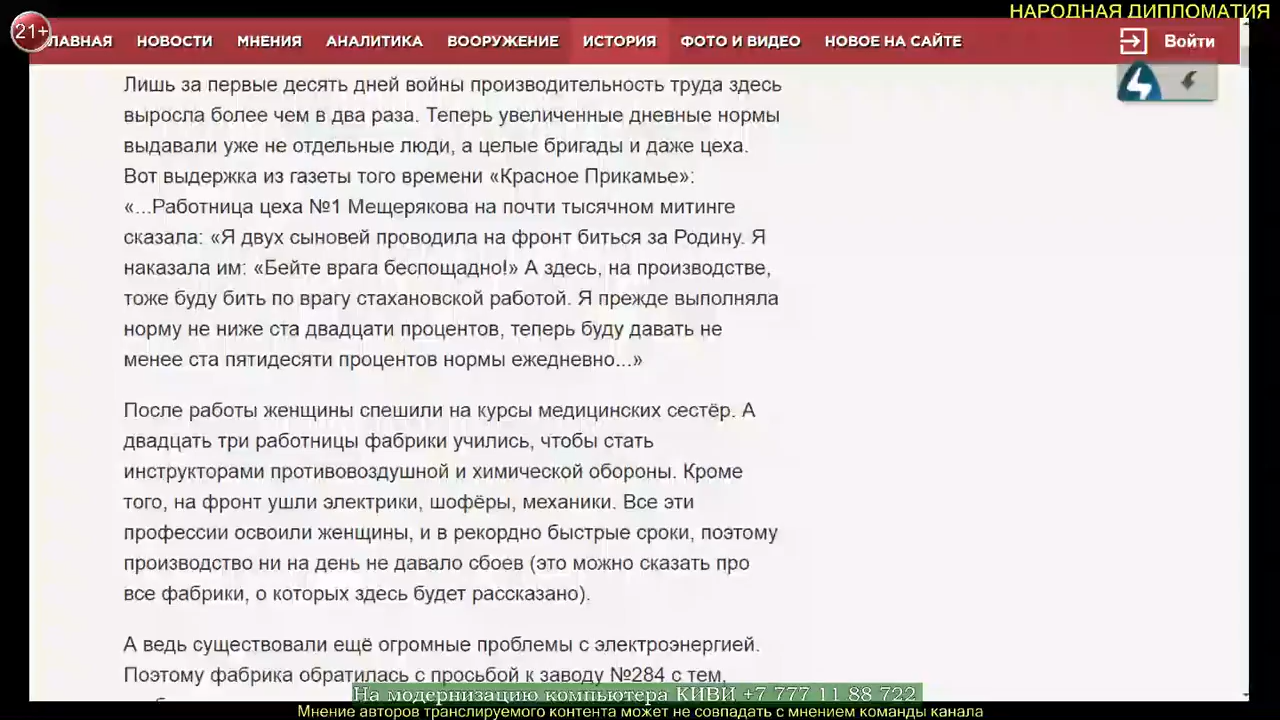 НАРОДНАЯ ДИПЛОМАТИЯ
21+
ЛАВНАЯ НОВОСТИ МНЕНИЯ АНАЛИТИКА ВООРУЖЕНИЕ ИСТОРИЯ ФОТО И ВИДЕО НОВОЕ НА САЙТЕ Войти
Лишь за первые десять дней войны производительность труда здесь
выросла более чем в два раза. Теперь увеличенные дневные нормы
выдавали уже не отдельные люди, а целые бригады и даже цеха.
Вот выдержка из газеты того времени «Красное Прикамье»:
«...Работница цеха №1 Мещерякова на почти тысячном митинге
сказала: «Я двух сыновей проводила на фронт биться за Родину. Я
наказала им: «Бейте врага беспощадно!» А здесь, на производстве,
тоже буду бить по врагу стахановской работой. Я прежде выполняла
норму не ниже ста двадцати процентов, теперь буду давать не
менее ста пятидесяти процентов нормы ежедневно...»
После работы женщины спешили на курсы медицинских сестёр. А
двадцать три работницы фабрики учились, чтобы стать
инструкторами противовоздушной и химической обороны. Кроме
того, на фронт ушли электрики, шофёры, механики. Все эти
профессии освоили женщины, и в рекордно быстрые сроки, поэтому
производство ни на день не давало сбоев (это можно сказать про
все фабрики, о которых здесь будет рассказано).
А ведь существовали ещё огромные проблемы с электроэнергией.
Поэтому фабрика обратилась с просьбой к заводу №284 с тем,
На модернизацию компьютера КИВИ +7 777 11 88 722
Мнение авторов транслируемого контента может не совпадать с мнением команды канала